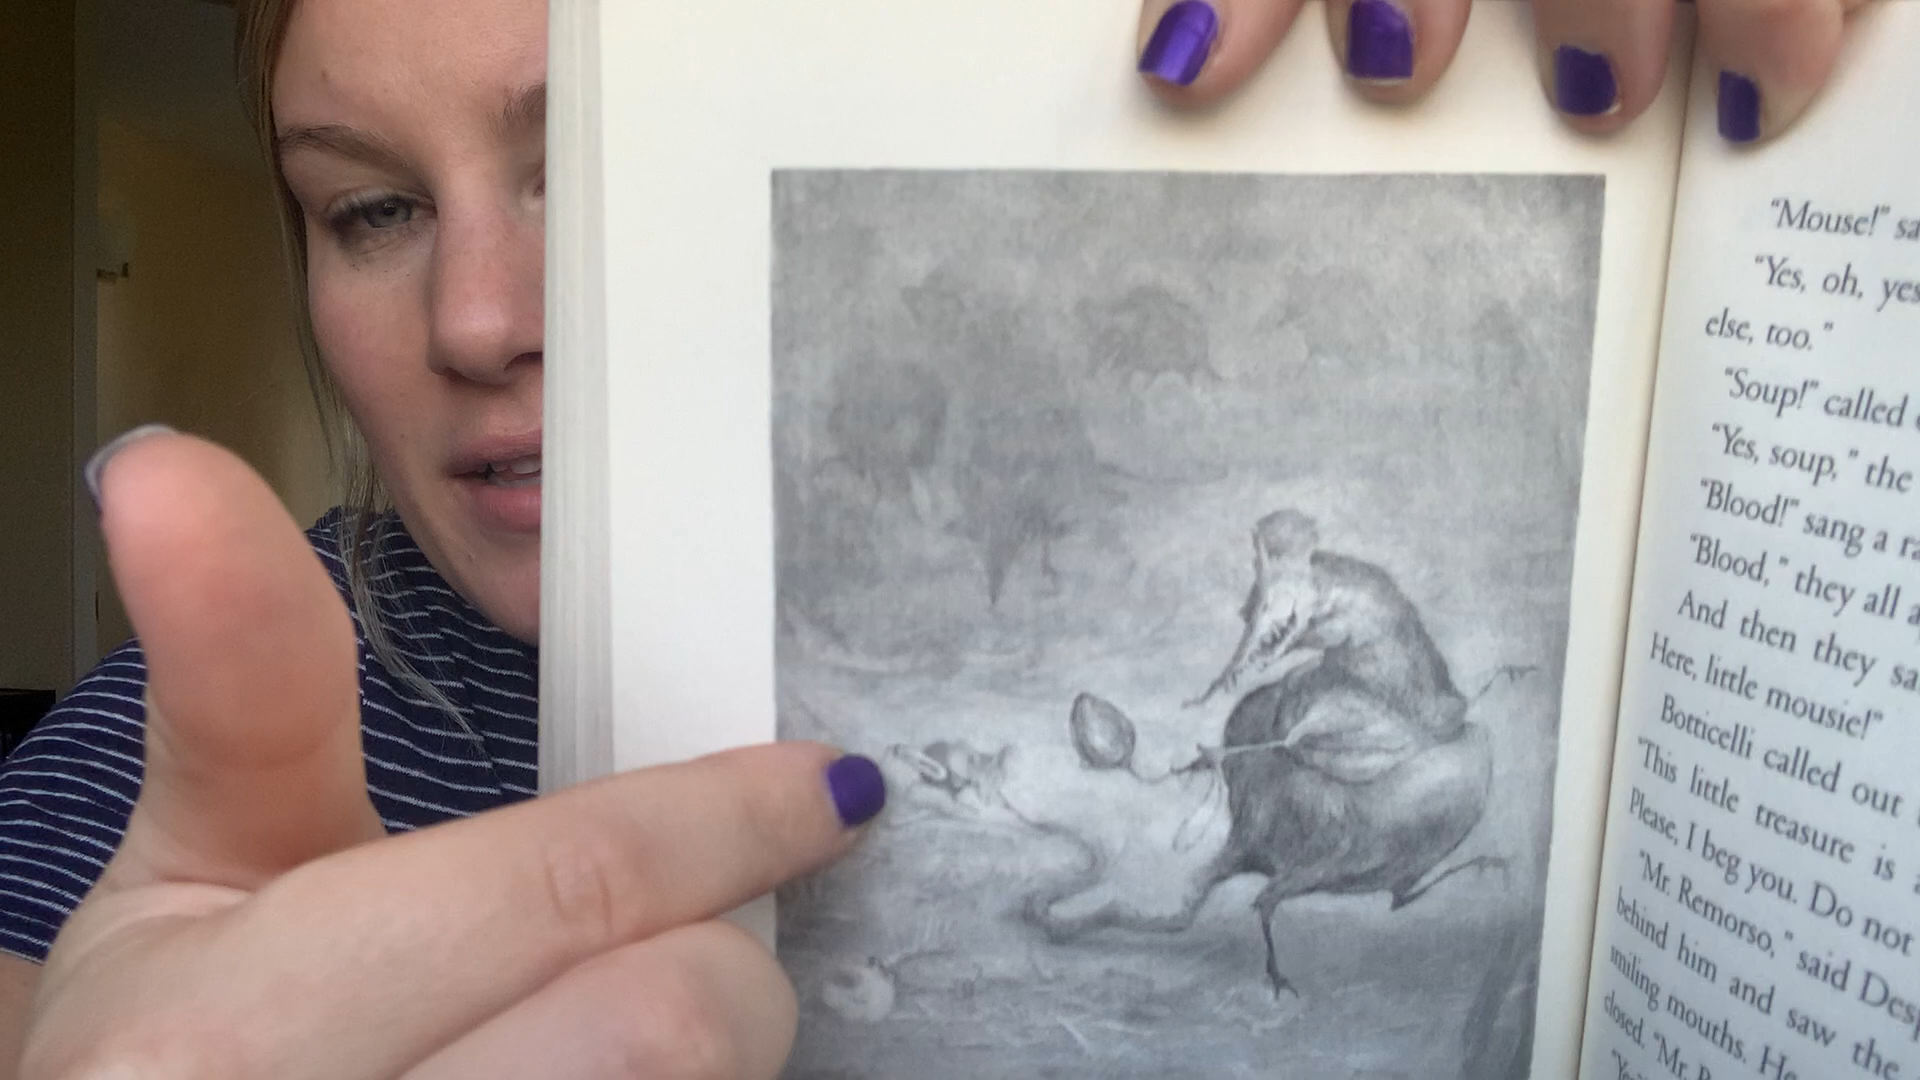 "Mouse!" sa
"Yes, oh, yes
else, too."
"Soup!" called
"Yes, soup," the
"Blood!" sang a ra
"Blood," they all a
And then they sa
Here, little mousie!"
Botticelli called out
"This little treasure is
Please, I beg you. Do not
"Mr. Remorso," said Desp
behind him and saw the
smiling mouths. He
closed. "Mr. R